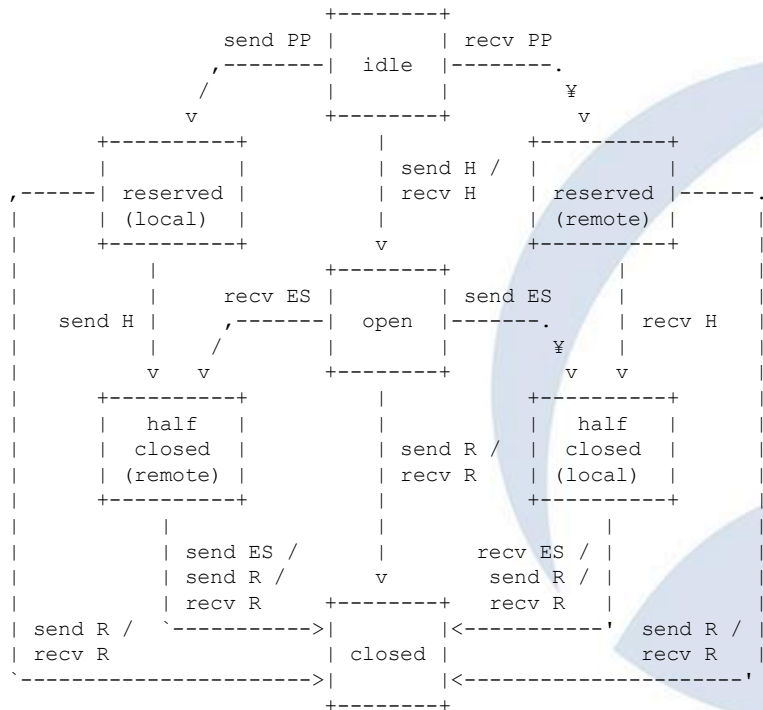 +--------+
                 send PP |        | recv PP
                ,--------|  idle  |--------.
               /         |        |         ¥
              v          +--------+          v
       +----------+          |           +----------+
       |          |          | send H /  |          |
,------| reserved |          | recv H    | reserved |------.
|      | (local)  |          |           | (remote) |      |
|      +----------+          v           +----------+      |
|          |             +--------+             |          |
|          |     recv ES |        | send ES     |          |
|   send H |     ,-------|  open  |-------.     | recv H   |
|          |    /        |        |        ¥    |          |
|          v   v         +--------+         v   v          |
|      +----------+          |           +----------+      |
|      |   half   |          |           |   half   |      |
|      |  closed  |          | send R /  |  closed  |      |
|      | (remote) |          | recv R    | (local)  |      |
|      +----------+          |           +----------+      |
|           |                |                 |           |
|           | send ES /      |       recv ES / |           |
|           | send R /       v        send R / |           |
|           | recv R     +--------+   recv R   |           |
| send R /  `----------->|        |<-----------'  send R / |
| recv R                 | closed |               recv R   |
`----------------------->|        |<----------------------'
                         +--------+